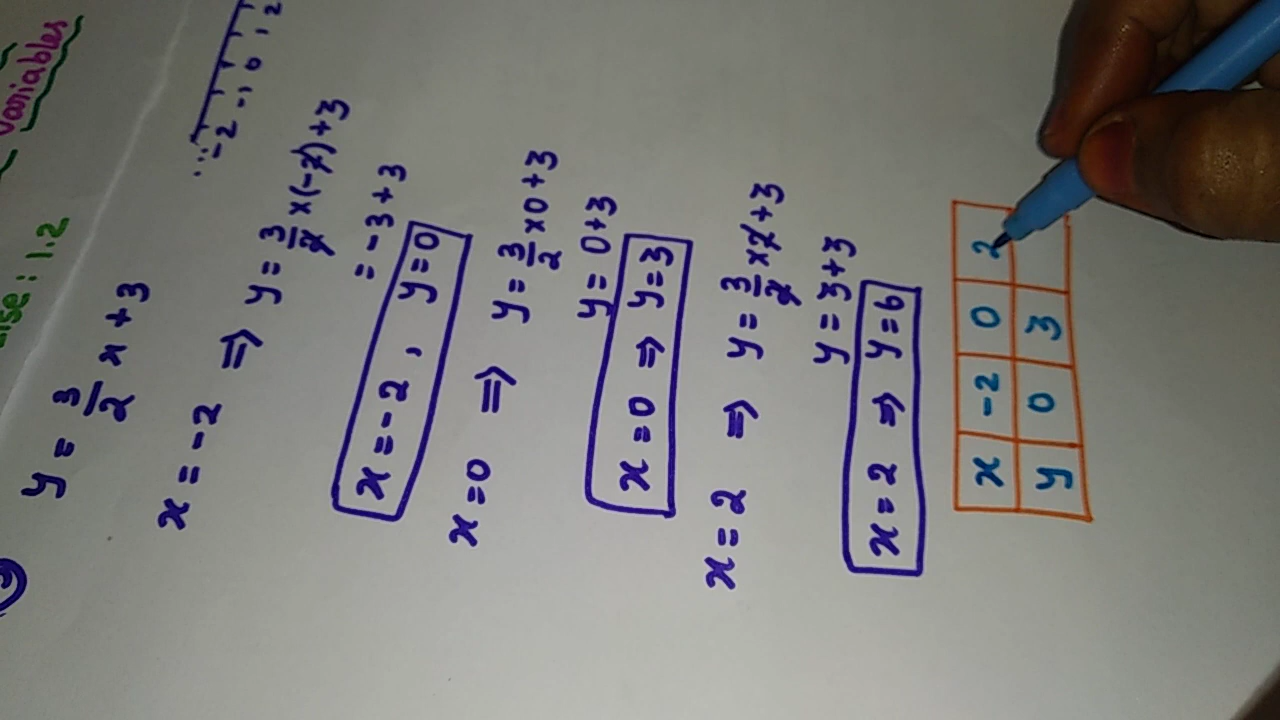 variables
ise: 1.2
y = 3/2 x + 3
... -2 -1 0 1 2
x = -2 ⇒ y = 3/2 × (-2) + 3
= -3 + 3
x = -2 , y = 0
x = 0 ⇒ y = 3/2 × 0 + 3
y = 0 + 3
x = 0 ⇒ y = 3
x = 2 ⇒ y = 3/2 × 2 + 3
y = 3 + 3
x = 2 ⇒ y = 6
x -2 0 2
y 0 3